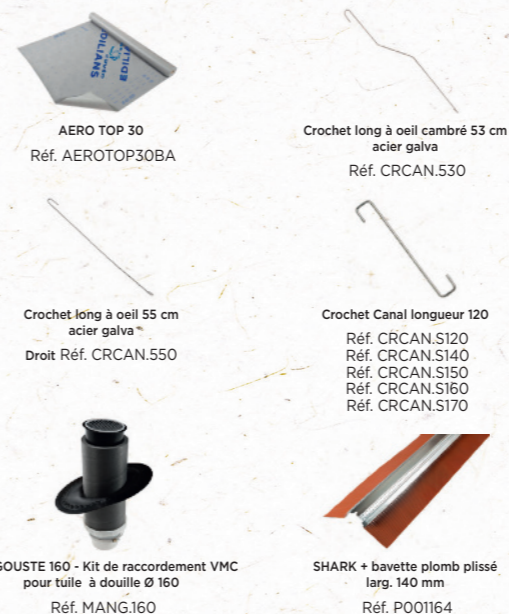 EDILIANS
EDILIANS
AERO TOP 30
Réf. AEROTOP30BA
Crochet long à oeil cambré 53 cm
acier galva
Réf. CRCAN.530
Crochet long à oeil 55 cm
acier galva
Droit Réf. CRCAN.550
Crochet Canal longueur 120
Réf. CRCAN.S120
Réf. CRCAN.S140
Réf. CRCAN.S150
Réf. CRCAN.S160
Réf. CRCAN.S170
GOUSTE 160 - Kit de raccordement VMC
pour tuile à douille Ø 160
Réf. MANG.160
SHARK + bavette plomb plissé
larg. 140 mm
Réf. P001164